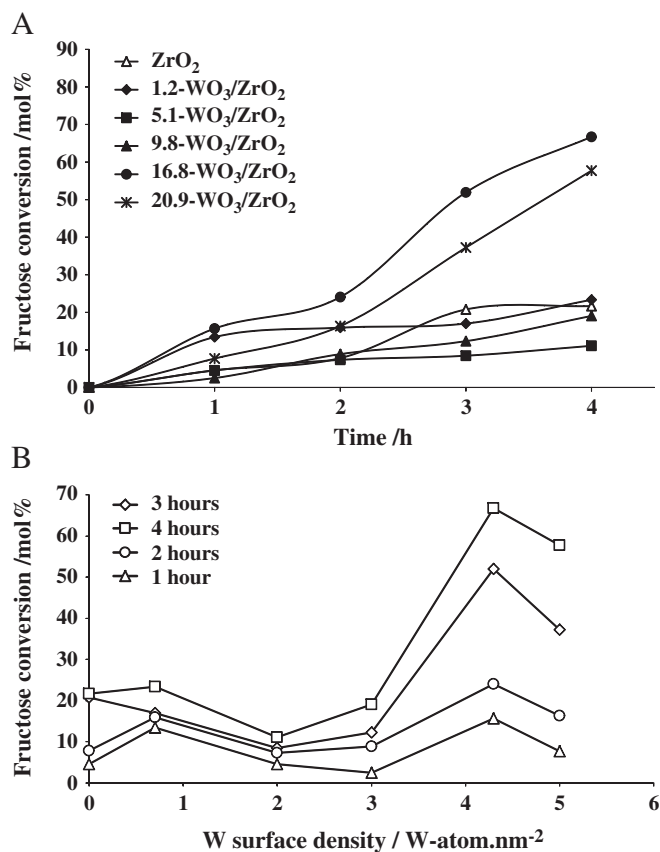 A
Fructose conversion /mol%
90
80
70
60
50
40
30
20
10
0
ZrO₂
1.2-WO₃/ZrO₂
5.1-WO₃/ZrO₂
9.8-WO₃/ZrO₂
16.8-WO₃/ZrO₂
20.9-WO₃/ZrO₂
0 1 2 3 4
Time /h
B
Fructose conversion /mol%
70
60
50
40
30
20
10
0
3 hours
4 hours
2 hours
1 hour
0 1 2 3 4 5 6
W surface density / W-atom.nm⁻²